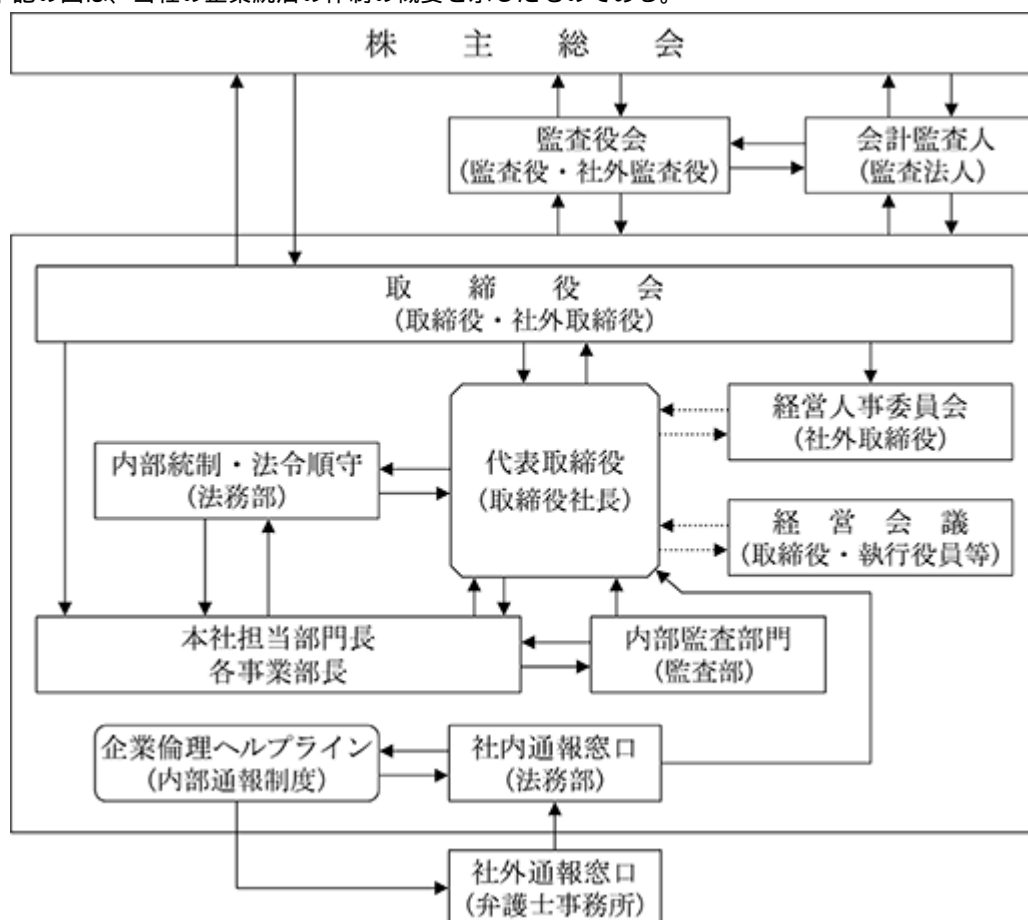 下記の図は、当社の企業統治の体制の概要を示したものである。
株主総会
監査役会
(監査役・社外監査役)
会計監査人
(監査法人)
取締役会
(取締役・社外取締役)
経営人事委員会
(社外取締役)
代表取締役
(取締役社長)
内部統制・法令順守
(法務部)
経営会議
(取締役・執行役員等)
本社担当部門長
各事業部長
内部監査部門
(監査部)
企業倫理ヘルプライン
(内部通報制度)
社内通報窓口
(法務部)
社外通報窓口
(弁護士事務所)